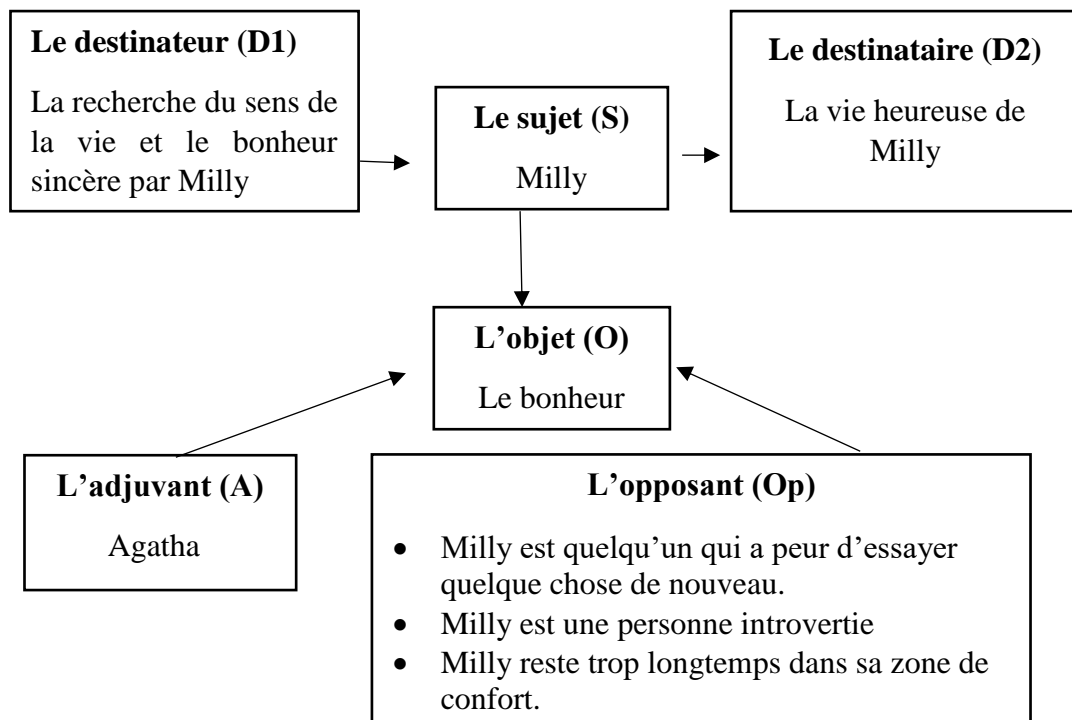 Le destinateur (D1)
La recherche du sens de
la vie et le bonheur
sincère par Milly
Le sujet (S)
Milly
Le destinataire (D2)
La vie heureuse de
Milly
L’objet (O)
Le bonheur
L’adjuvant (A)
Agatha
L’opposant (Op)
• Milly est quelqu’un qui a peur d’essayer
quelque chose de nouveau.
• Milly est une personne introvertie
• Milly reste trop longtemps dans sa zone de
confort.